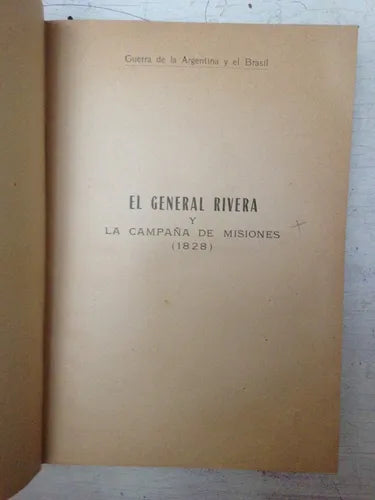 Guerra de la Argentina y el Brasil
EL GENERAL RIVERA
Y
LA CAMPAÑA DE MISIONES
(1828)